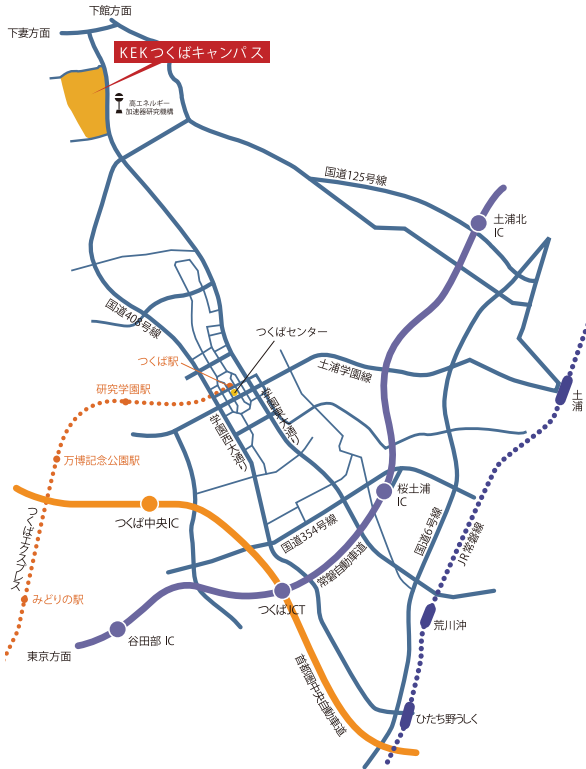 下館方面
下妻方面
KEKつくばキャンパス
高エネルギー
加速器研究機構
国道125号線
土浦北
IC
国道408号線
つくばセンター
つくば駅
土浦学園線
研究学園駅
学園東大通り
土浦
学園西大通り
万博記念公園駅
桜土浦
IC
つくば中央IC
つくばエクスプレス
国道354号線
国道6号線
JR常磐線
常磐自動車道
みどりの駅
つくばJCT
荒川沖
谷田部 IC
東京方面
首都圏中央自動車道
ひたち野うしく